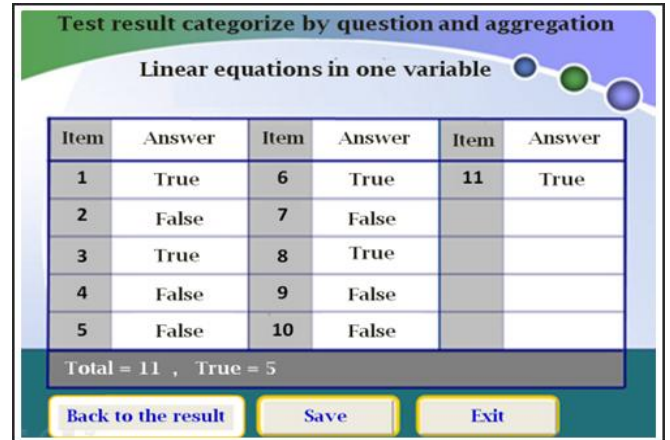 Test result categorize by question and aggregation
Linear equations in one variable
Item Answer Item Answer Item Answer
1 True 6 True 11 True
2 False 7 False
3 True 8 True
4 False 9 False
5 False 10 False
Total = 11 , True = 5
Back to the result Save Exit